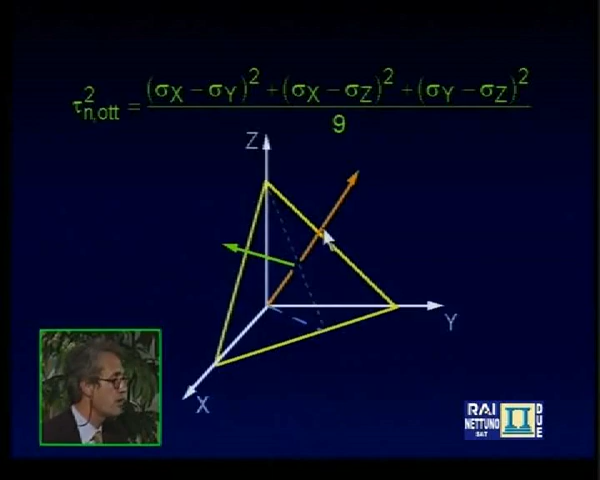 τ²n,ott = (σX − σY)² + (σX − σZ)² + (σY − σZ)²
9
Z
Y
X
RAI
NETTUNO
SAT
DUE